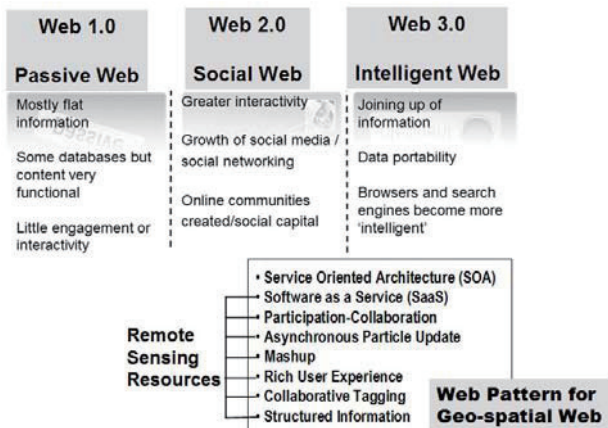 Web 1.0
Passive Web
Mostly flat
information
Some databases but
content very
functional
Little engagement or
interactivity
Web 2.0
Social Web
Greater interactivity
Growth of social media /
social networking
Online communities
created/social capital
Web 3.0
Intelligent Web
Joining up of
information
Data portability
Browsers and search
engines become more
'intelligent'
Remote
Sensing
Resources
• Service Oriented Architecture (SOA)
• Software as a Service (SaaS)
• Participation-Collaboration
• Asynchronous Particle Update
• Mashup
• Rich User Experience
• Collaborative Tagging
• Structured Information
Web Pattern for
Geo-spatial Web